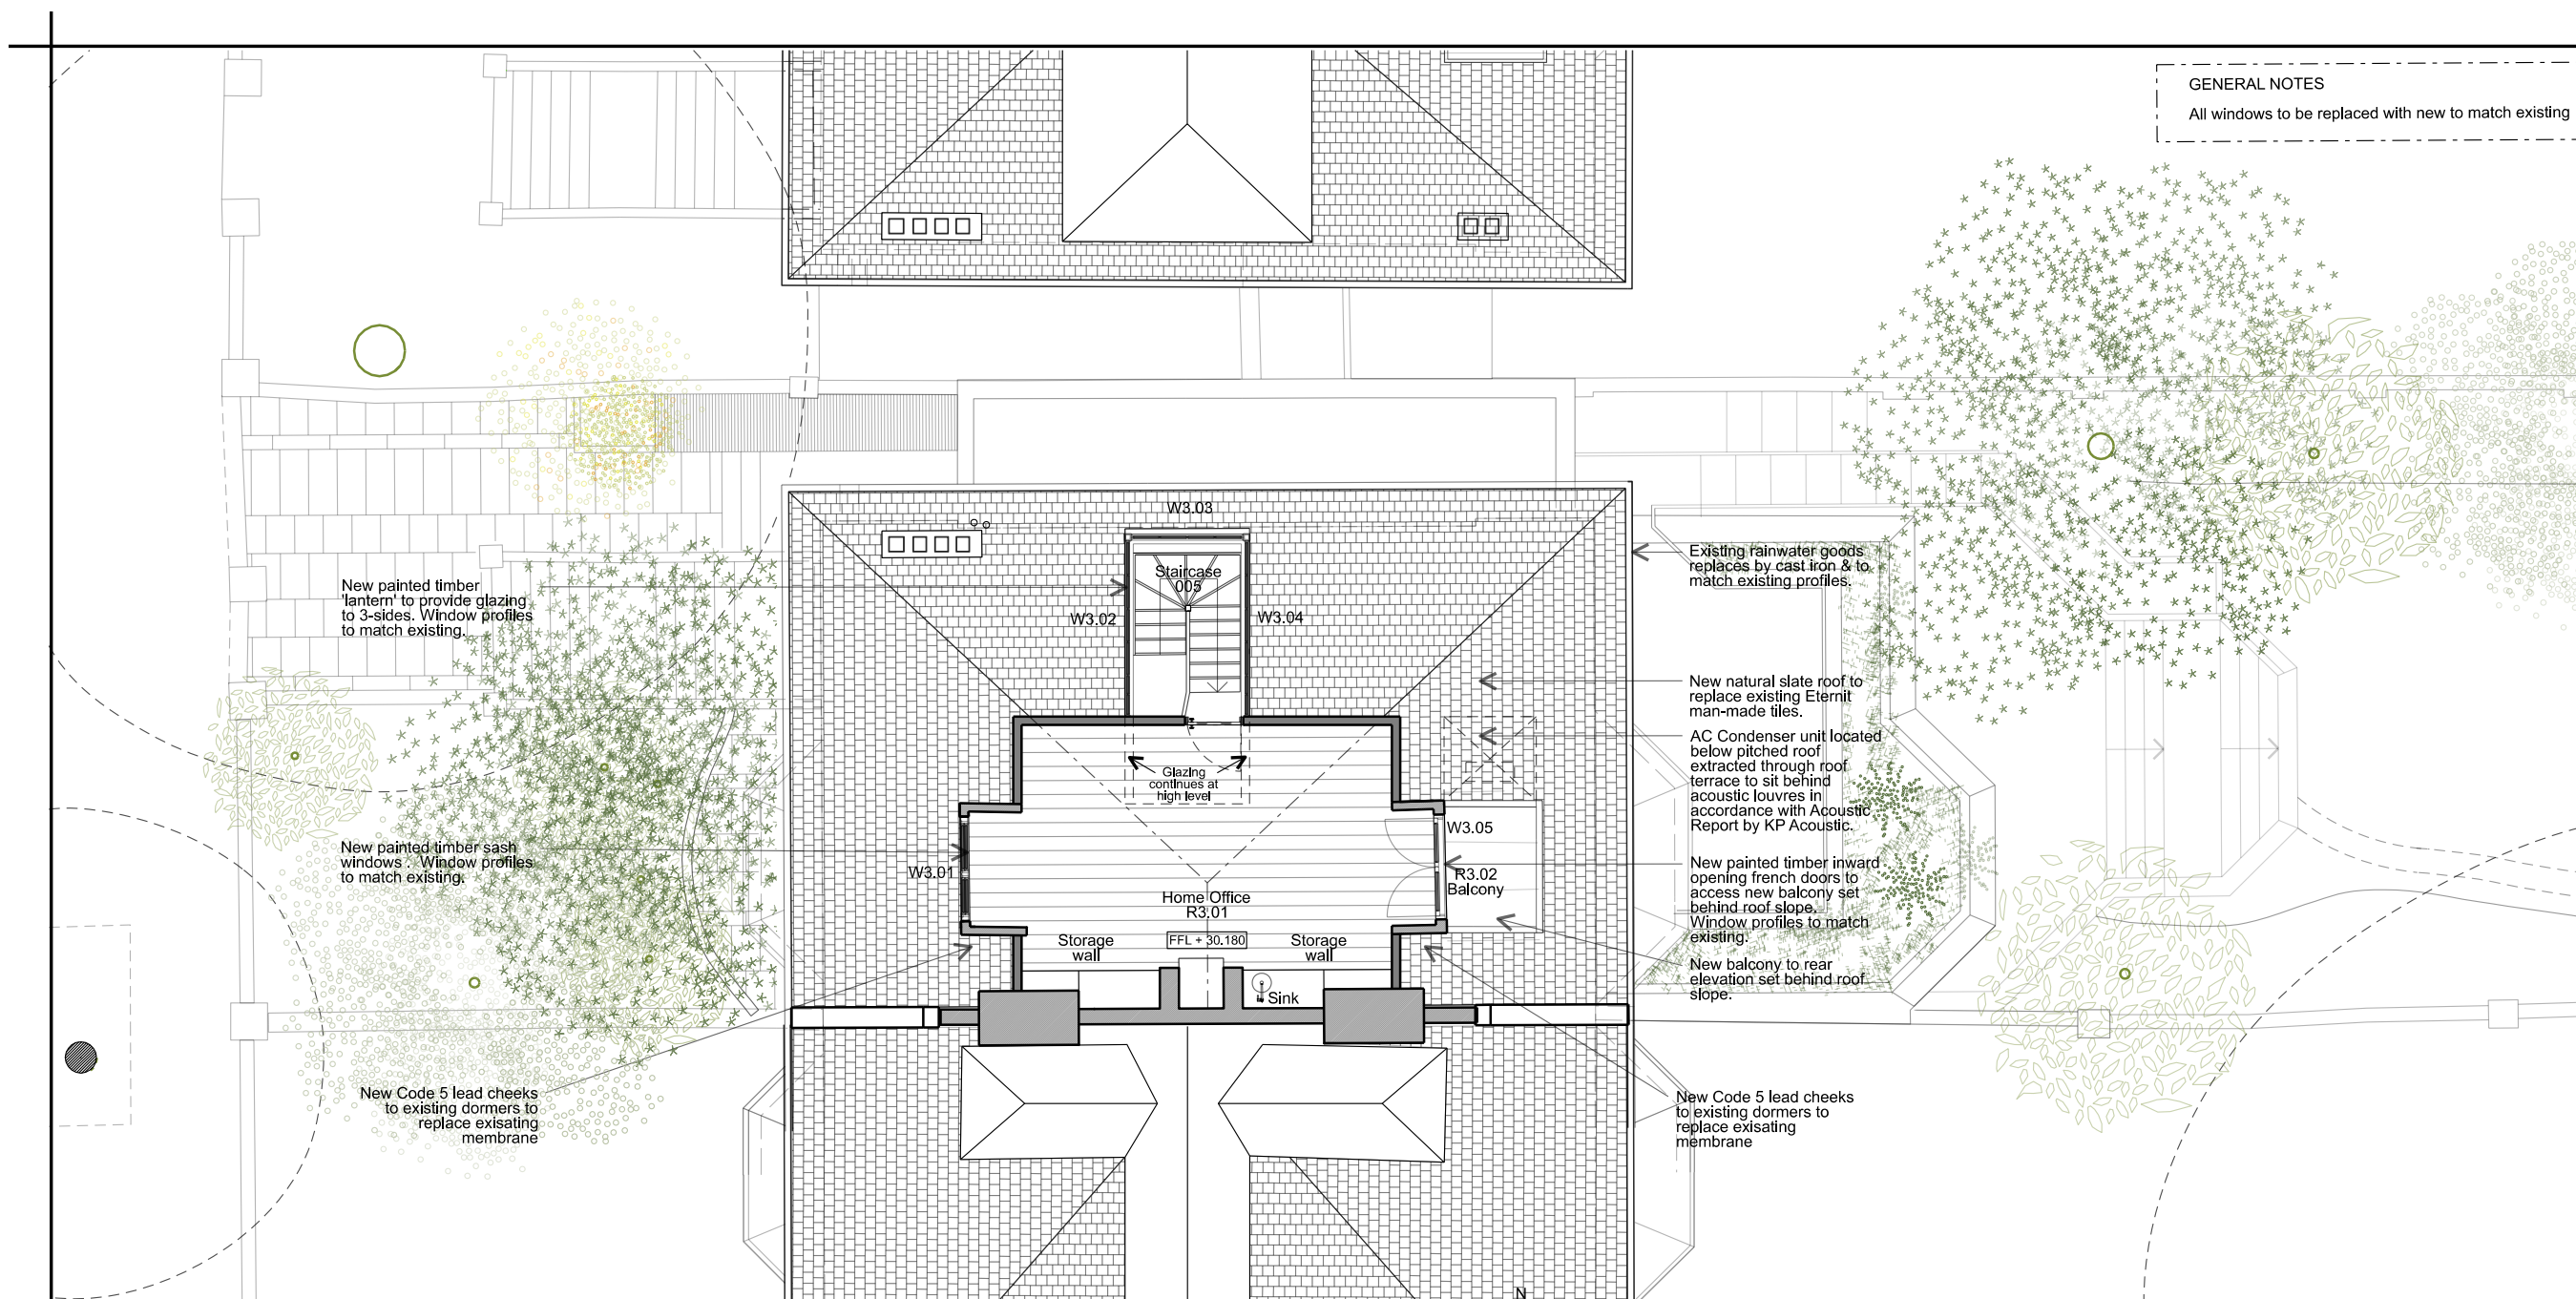 GENERAL NOTES
All windows to be replaced with new to match existing
W3.03
Staircase
005
W3.02
W3.04
New painted timber
'lantern' to provide glazing
to 3-sides. Window profiles
to match existing.
Existing rainwater goods
replaces by cast iron & to
match existing profiles.
New natural slate roof to
replace existing Eternit
man-made tiles.
AC Condenser unit located
below pitched roof
extracted through roof
terrace to sit behind
acoustic louvres in
accordance with Acoustic
Report by KP Acoustic.
Glazing
continues at
high level
New painted timber sash
windows . Window profiles
to match existing.
W3.01
W3.05
R3.02
Balcony
New painted timber inward
opening french doors to
access new balcony set
behind roof slope.
Window profiles to match
existing.
Home Office
R3.01
Storage
wall
FFL + 30.180
Storage
wall
Sink
New balcony to rear
elevation set behind roof
slope.
New Code 5 lead cheeks
to existing dormers to
replace exisating
membrane
New Code 5 lead cheeks
to existing dormers to
replace exisating
membrane
N